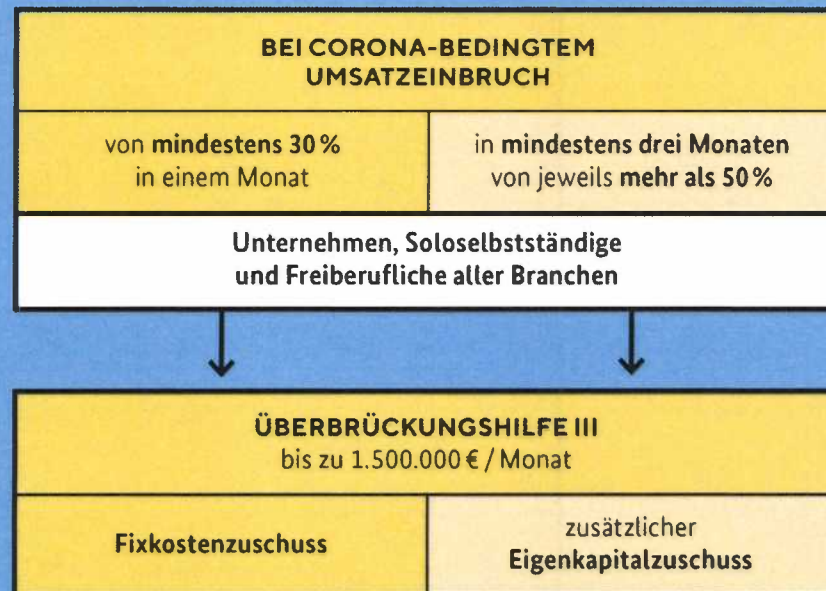 BEI CORONA-BEDINGTEM
UMSATZEINBRUCH
von mindestens 30 %
in einem Monat
in mindestens drei Monaten
von jeweils mehr als 50 %
Unternehmen, Soloselbstständige
und Freiberufliche aller Branchen
ÜBERBRÜCKUNGSHILFE III
bis zu 1.500.000 € / Monat
Fixkostenzuschuss
zusätzlicher
Eigenkapitalzuschuss